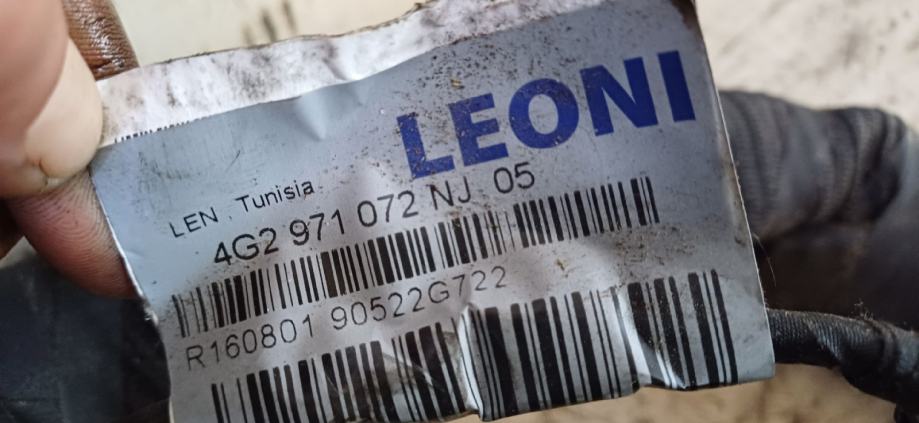 LEONI
LEN . Tunisia
4G2 971 072 NJ 05
R160801 90522G722